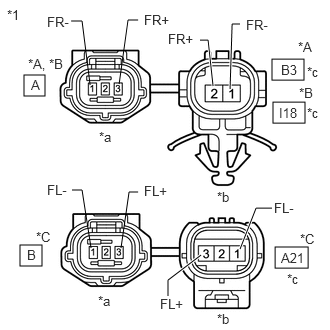 *1
FR- FR+
FR+ FR-
*A
*A, *B
A
1 2 3
2 1
B3 *c
*B
I18 *c
*a
*b
FL- FL+
FL-
*C
B
1 2 3
3 2 1
*C
A21
*c
*a
FL+
*b